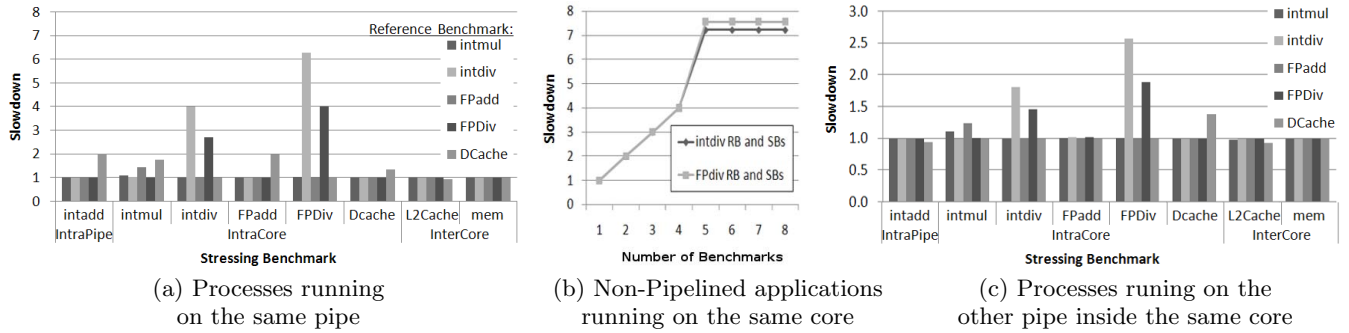 Slowdown
8
7
6
5
4
3
2
1
0
Reference Benchmark:
intmul
intdiv
FPadd
FPDiv
DCache
intadd intmul intdiv FPadd FPDiv Dcache L2Cache mem
IntraPipe IntraCore InterCore
Stressing Benchmark
(a) Processes running
on the same pipe
Slowdown
8
7
6
5
4
3
2
1
0
intdiv RB and SBs
FPdiv RB and SBs
1 2 3 4 5 6 7 8
Number of Benchmarks
(b) Non-Pipelined applications
running on the same core
Slowdown
3.0
2.5
2.0
1.5
1.0
0.5
0.0
intmul
intdiv
FPadd
FPDiv
DCache
intadd intmul intdiv FPadd FPDiv Dcache L2Cache mem
IntraPipe IntraCore InterCore
Stressing Benchmark
(c) Processes runing on the
other pipe inside the same core